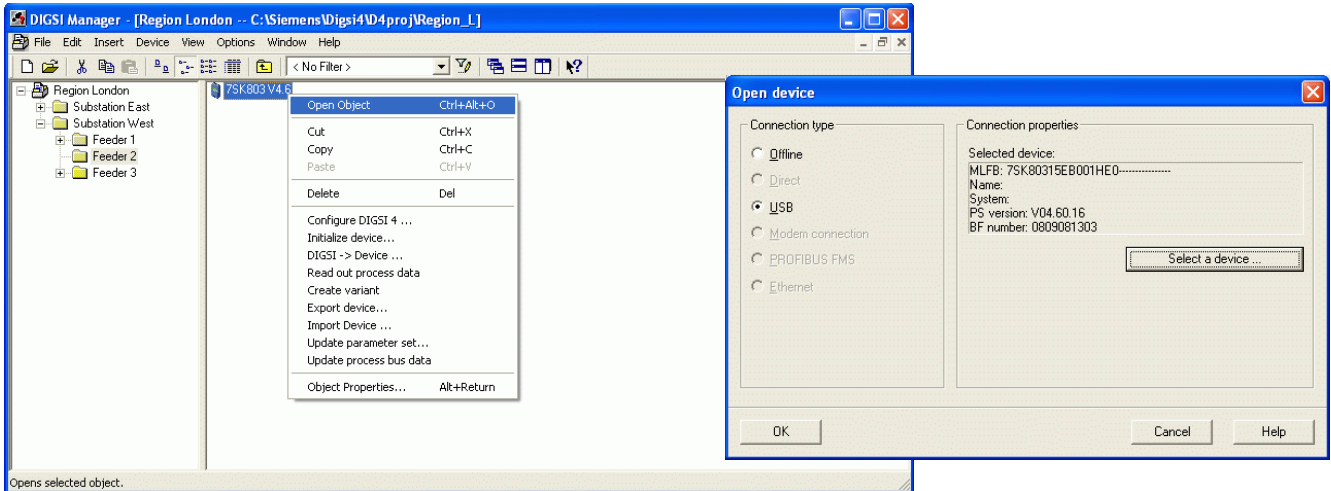 DIGSI Manager - [Region London -- C:\Siemens\Digsi4\D4proj\Region_L]
File Edit Insert Device View Options Window Help
< No Filter >
Region London
Substation East
Substation West
Feeder 1
Feeder 2
Feeder 3
7SK803 V4.6
Open Object Ctrl+Alt+O
Cut Ctrl+X
Copy Ctrl+C
Paste Ctrl+V
Delete Del
Configure DIGSI 4 ...
Initialize device...
DIGSI -> Device ...
Read out process data
Create variant
Export device...
Import Device ...
Update parameter set...
Update process bus data
Object Properties... Alt+Return
Opens selected object.
Open device
Connection type
Offline
Direct
USB
Modem connection
PROFIBUS FMS
Ethernet
Connection properties
Selected device:
MLFB: 7SK80315EB001HE0---------------
Name:
System:
PS version: V04.60.16
BF number: 0809081303
Select a device ...
OK Cancel Help